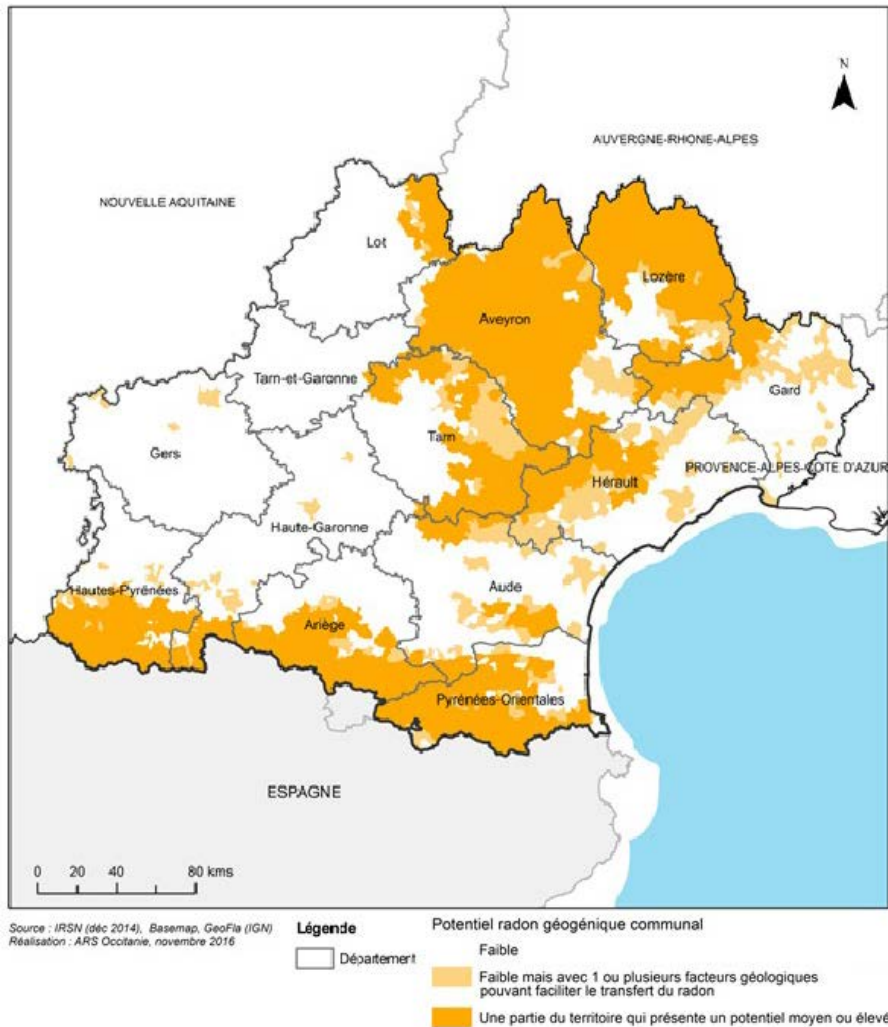 N
AUVERGNE-RHONE-ALPES
NOUVELLE AQUITAINE
Lot
Lozère
Aveyron
Tarn-et-Garonne
Gard
Tarn
Gers
PROVENCE-ALPES-COTE D'AZUR
Hérault
Haute-Garonne
Hautes-Pyrénées
Aude
Ariège
Pyrénées-Orientales
ESPAGNE
0 20 40 80 kms
Source : IRSN (déc 2014), Basemap, GeoFla (IGN)
Réalisation : ARS Occitanie, novembre 2016
Légende
Département
Potentiel radon géogénique communal
Faible
Faible mais avec 1 ou plusieurs facteurs géologiques
pouvant faciliter le transfert du radon
Une partie du territoire qui présente un potentiel moyen ou élevé